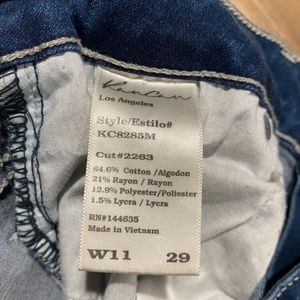 Kancan
Los Angeles
Style/Estilo#
KC8285M
Cut#2263
64.6% Cotton /Algodon
21% Rayon / Rayon
12.9% Polyester/Poliester
1.5% Lycra / Lycra
RN#144635
Made in Vietnam
W11 29